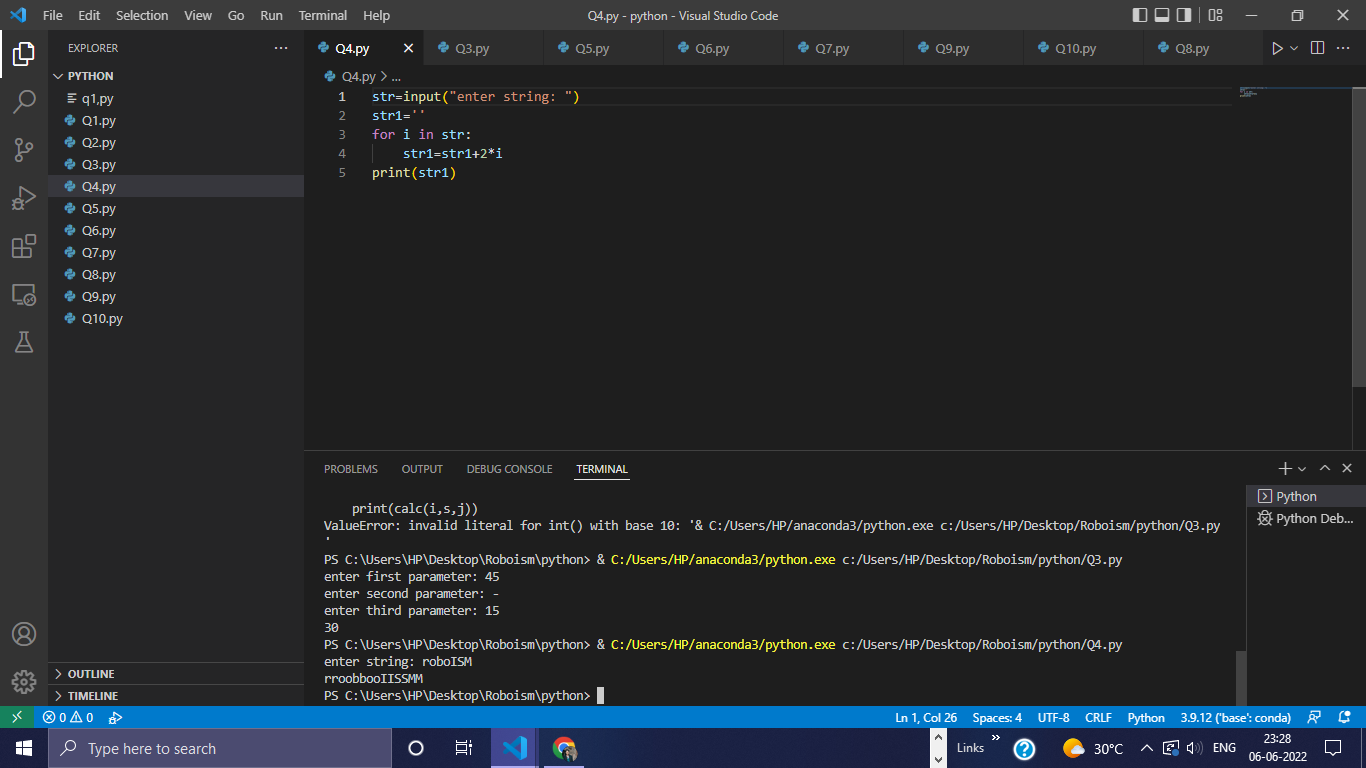 File Edit Selection View Go Run Terminal Help
Q4.py - python - Visual Studio Code
EXPLORER
PYTHON
q1,py
Q1.py
Q2.py
Q3.py
Q4.py
Q5.py
Q6.py
Q7.py
Q8.py
Q9.py
Q10.py
OUTLINE
TIMELINE
Q4.py Q3.py Q5.py Q6.py Q7.py Q9.py Q10.py Q8.py
Q4.py > ...
1 str=input("enter string: ")
2 str1=''
3 for i in str:
4 str1=str1+2*i
5 print(str1)
PROBLEMS OUTPUT DEBUG CONSOLE TERMINAL
print(calc(i,s,j))
ValueError: invalid literal for int() with base 10: '& C:/Users/HP/anaconda3/python.exe c:/Users/HP/Desktop/Roboism/python/Q3.py
'
PS C:\Users\HP\Desktop\Roboism\python> & C:/Users/HP/anaconda3/python.exe c:/Users/HP/Desktop/Roboism/python/Q3.py
enter first parameter: 45
enter second parameter: -
enter third parameter: 15
30
PS C:\Users\HP\Desktop\Roboism\python> & C:/Users/HP/anaconda3/python.exe c:/Users/HP/Desktop/Roboism/python/Q4.py
enter string: roboISM
rroobbooIISSMM
PS C:\Users\HP\Desktop\Roboism\python>
Python
Python Deb...
0 0
Ln 1, Col 26 Spaces: 4 UTF-8 CRLF Python 3.9.12 ('base': conda)
Type here to search
Links
30°C
ENG
23:28
06-06-2022